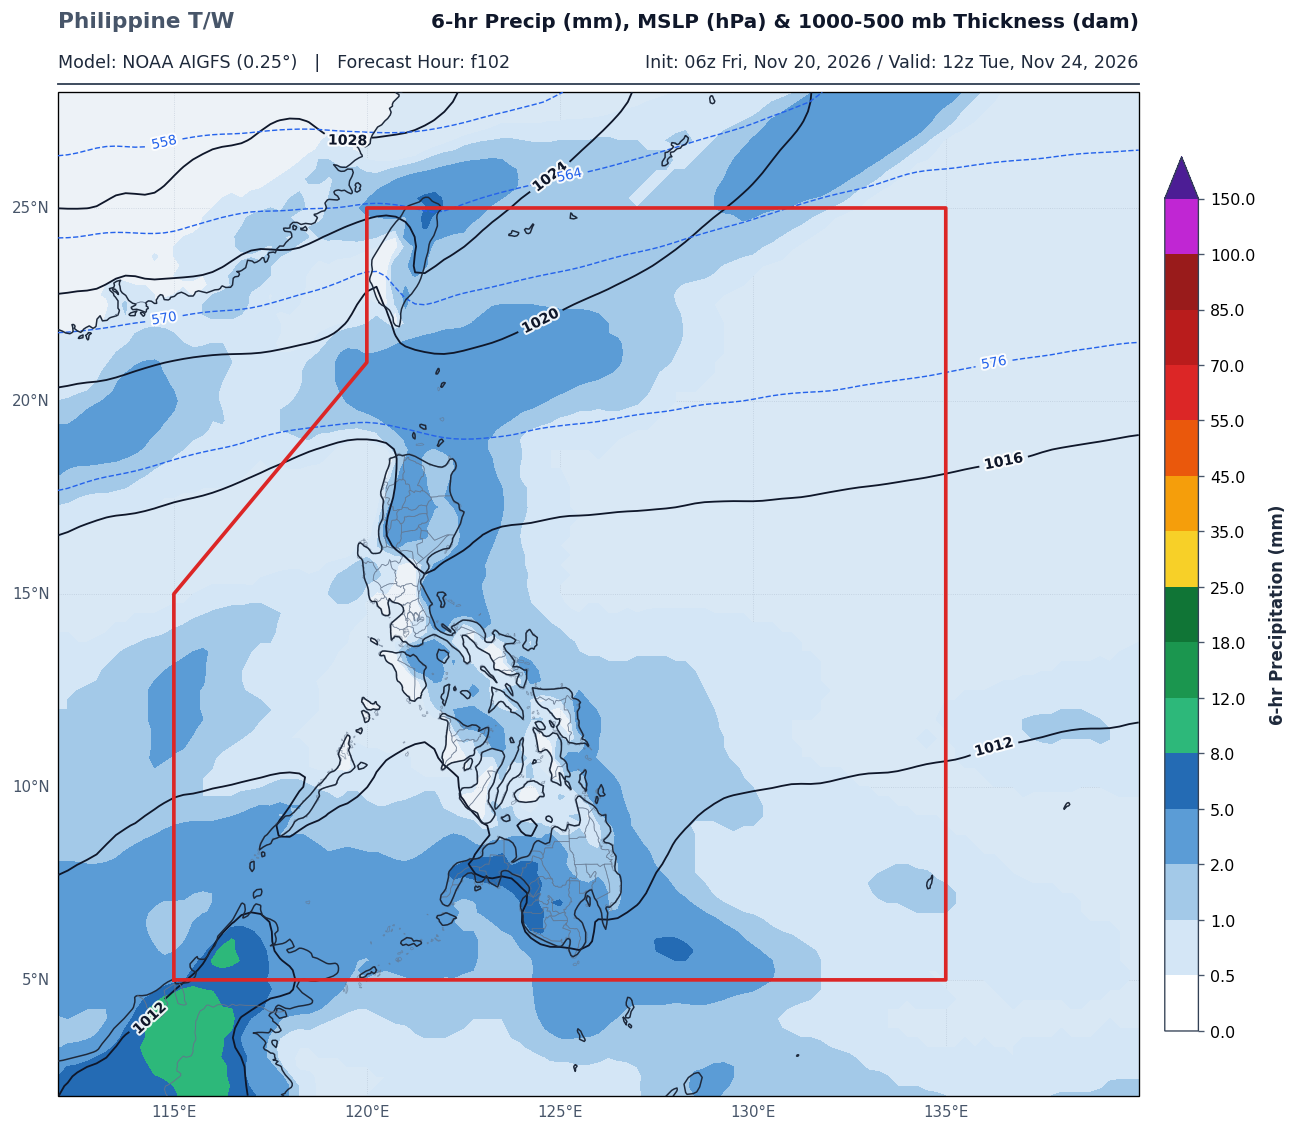 Philippine T/W
6-hr Precip (mm), MSLP (hPa) & 1000-500 mb Thickness (dam)
Model: NOAA AIGFS (0.25°) | Forecast Hour: f102
Init: 06z Fri, Nov 20, 2026 / Valid: 12z Tue, Nov 24, 2026
558
1028
1024
564
570
1020
576
1016
1012
1012
25°N
20°N
15°N
10°N
5°N
115°E
120°E
125°E
130°E
135°E
150.0
100.0
85.0
70.0
55.0
45.0
35.0
25.0
18.0
12.0
8.0
5.0
2.0
1.0
0.5
0.0
6-hr Precipitation (mm)